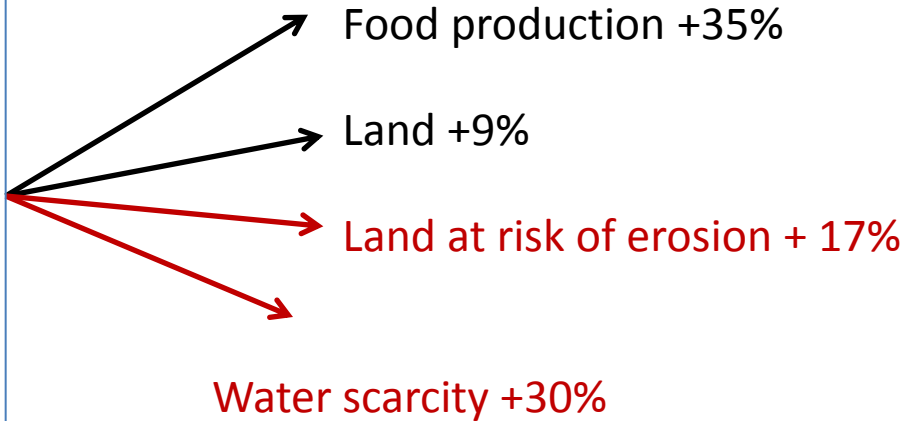 Food production +35%
Land +9%
Land at risk of erosion + 17%
Water scarcity +30%